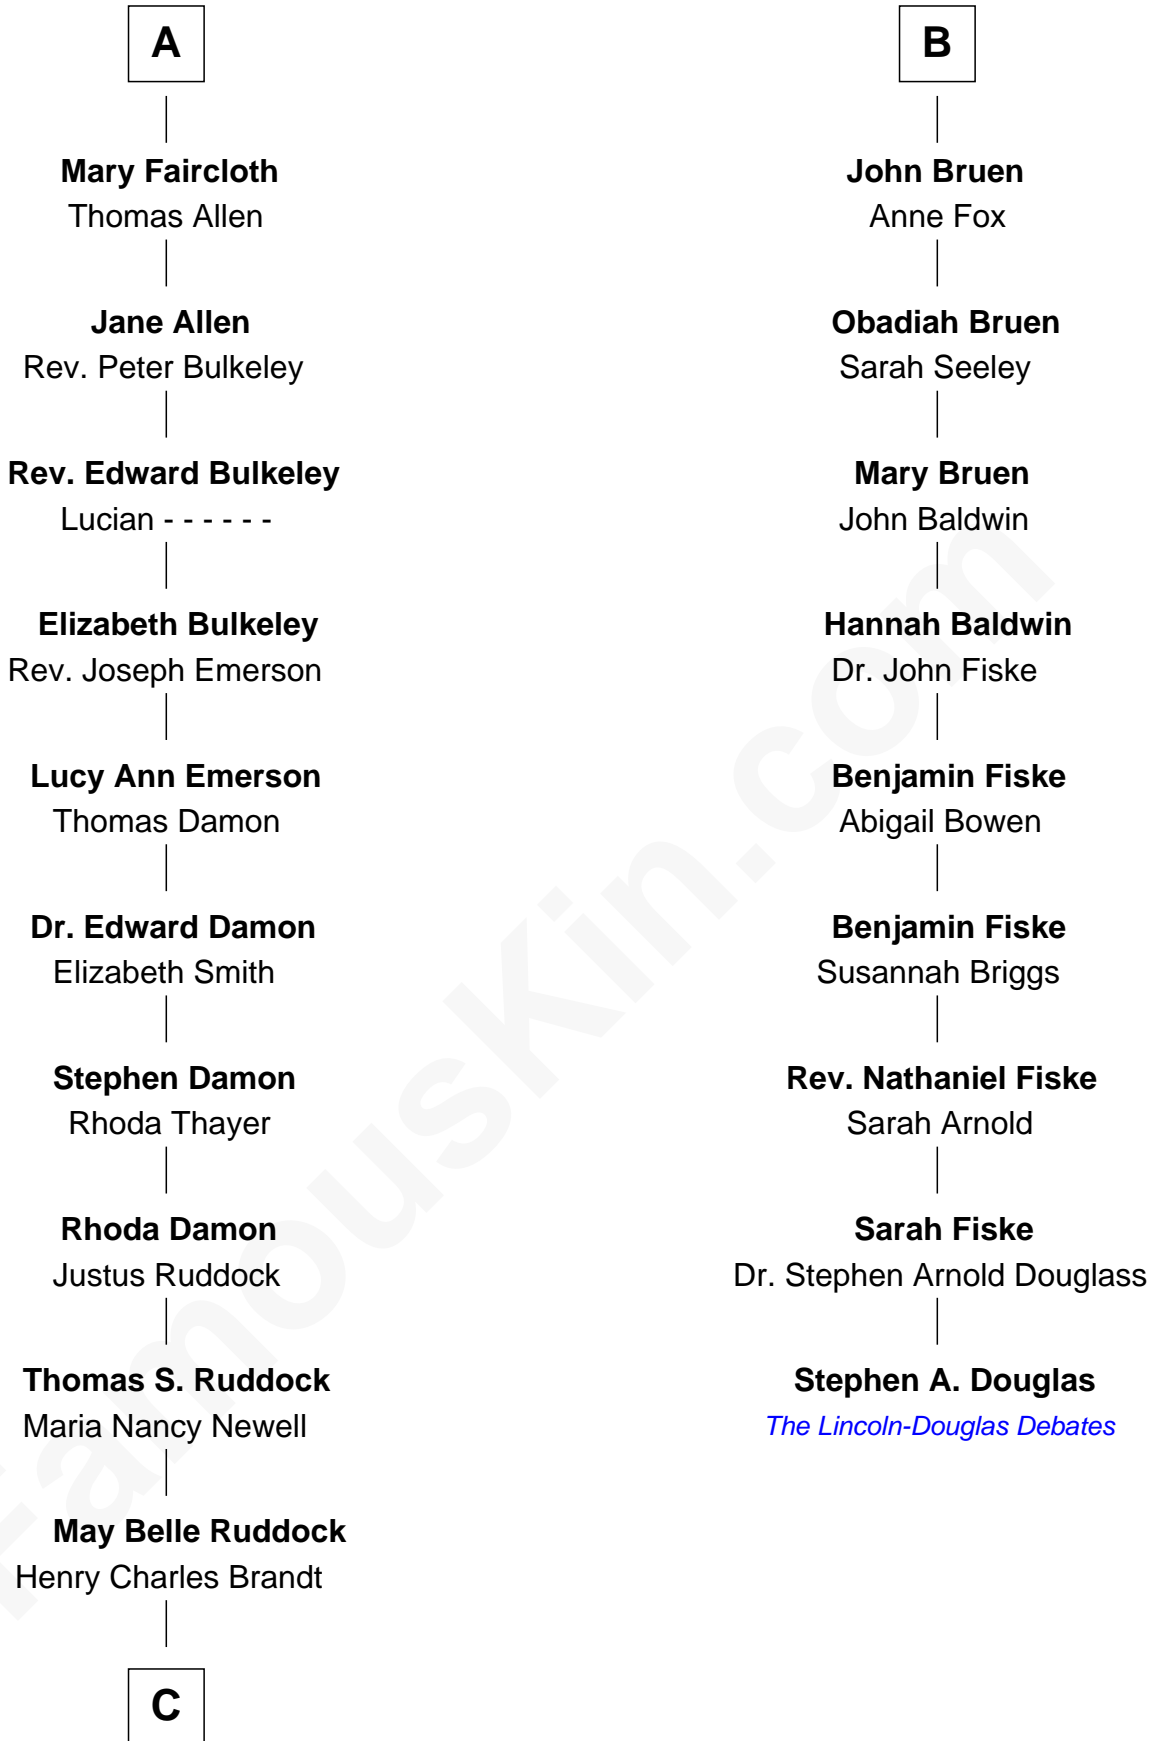 A
Mary Faircloth
Thomas Allen
Jane Allen
Rev. Peter Bulkeley
Rev. Edward Bulkeley
Lucian - - - - - -
Elizabeth Bulkeley
Rev. Joseph Emerson
Lucy Ann Emerson
Thomas Damon
Dr. Edward Damon
Elizabeth Smith
Stephen Damon
Rhoda Thayer
Rhoda Damon
Justus Ruddock
Thomas S. Ruddock
Maria Nancy Newell
May Belle Ruddock
Henry Charles Brandt
C
B
John Bruen
Anne Fox
Obadiah Bruen
Sarah Seeley
Mary Bruen
John Baldwin
Hannah Baldwin
Dr. John Fiske
Benjamin Fiske
Abigail Bowen
Benjamin Fiske
Susannah Briggs
Rev. Nathaniel Fiske
Sarah Arnold
Sarah Fiske
Dr. Stephen Arnold Douglass
Stephen A. Douglas
The Lincoln-Douglas Debates
FamousKin.com